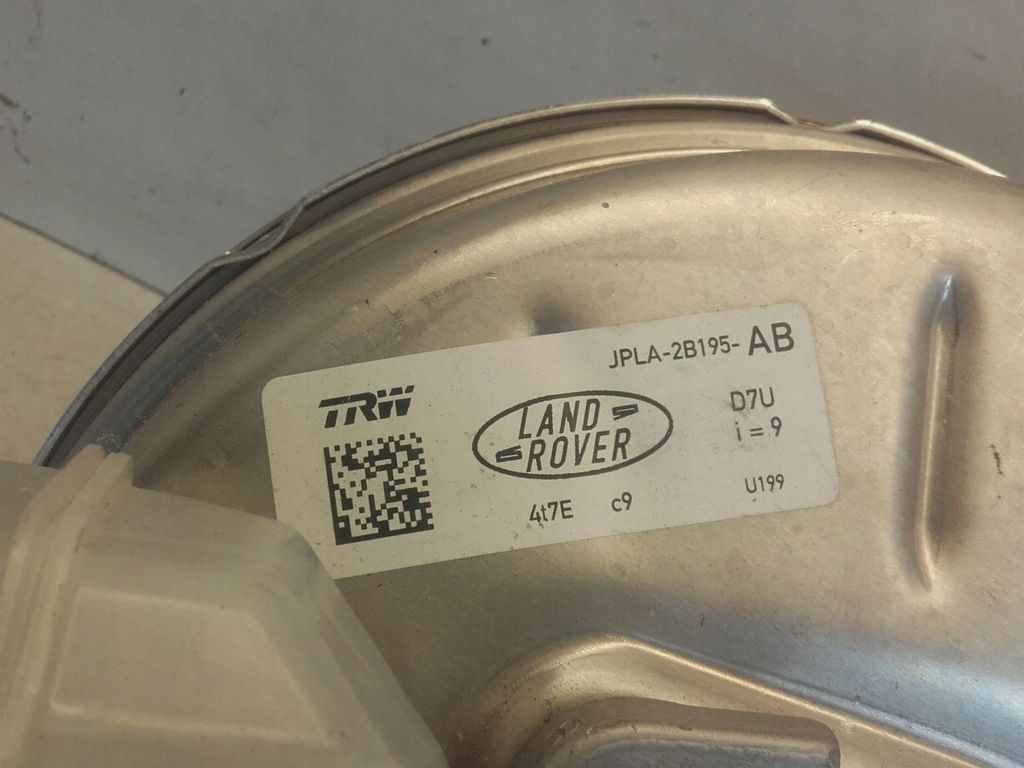 JPLA-2B195- AB
TRW
LAND
ROVER
D7U
i = 9
4t7E c9
U199